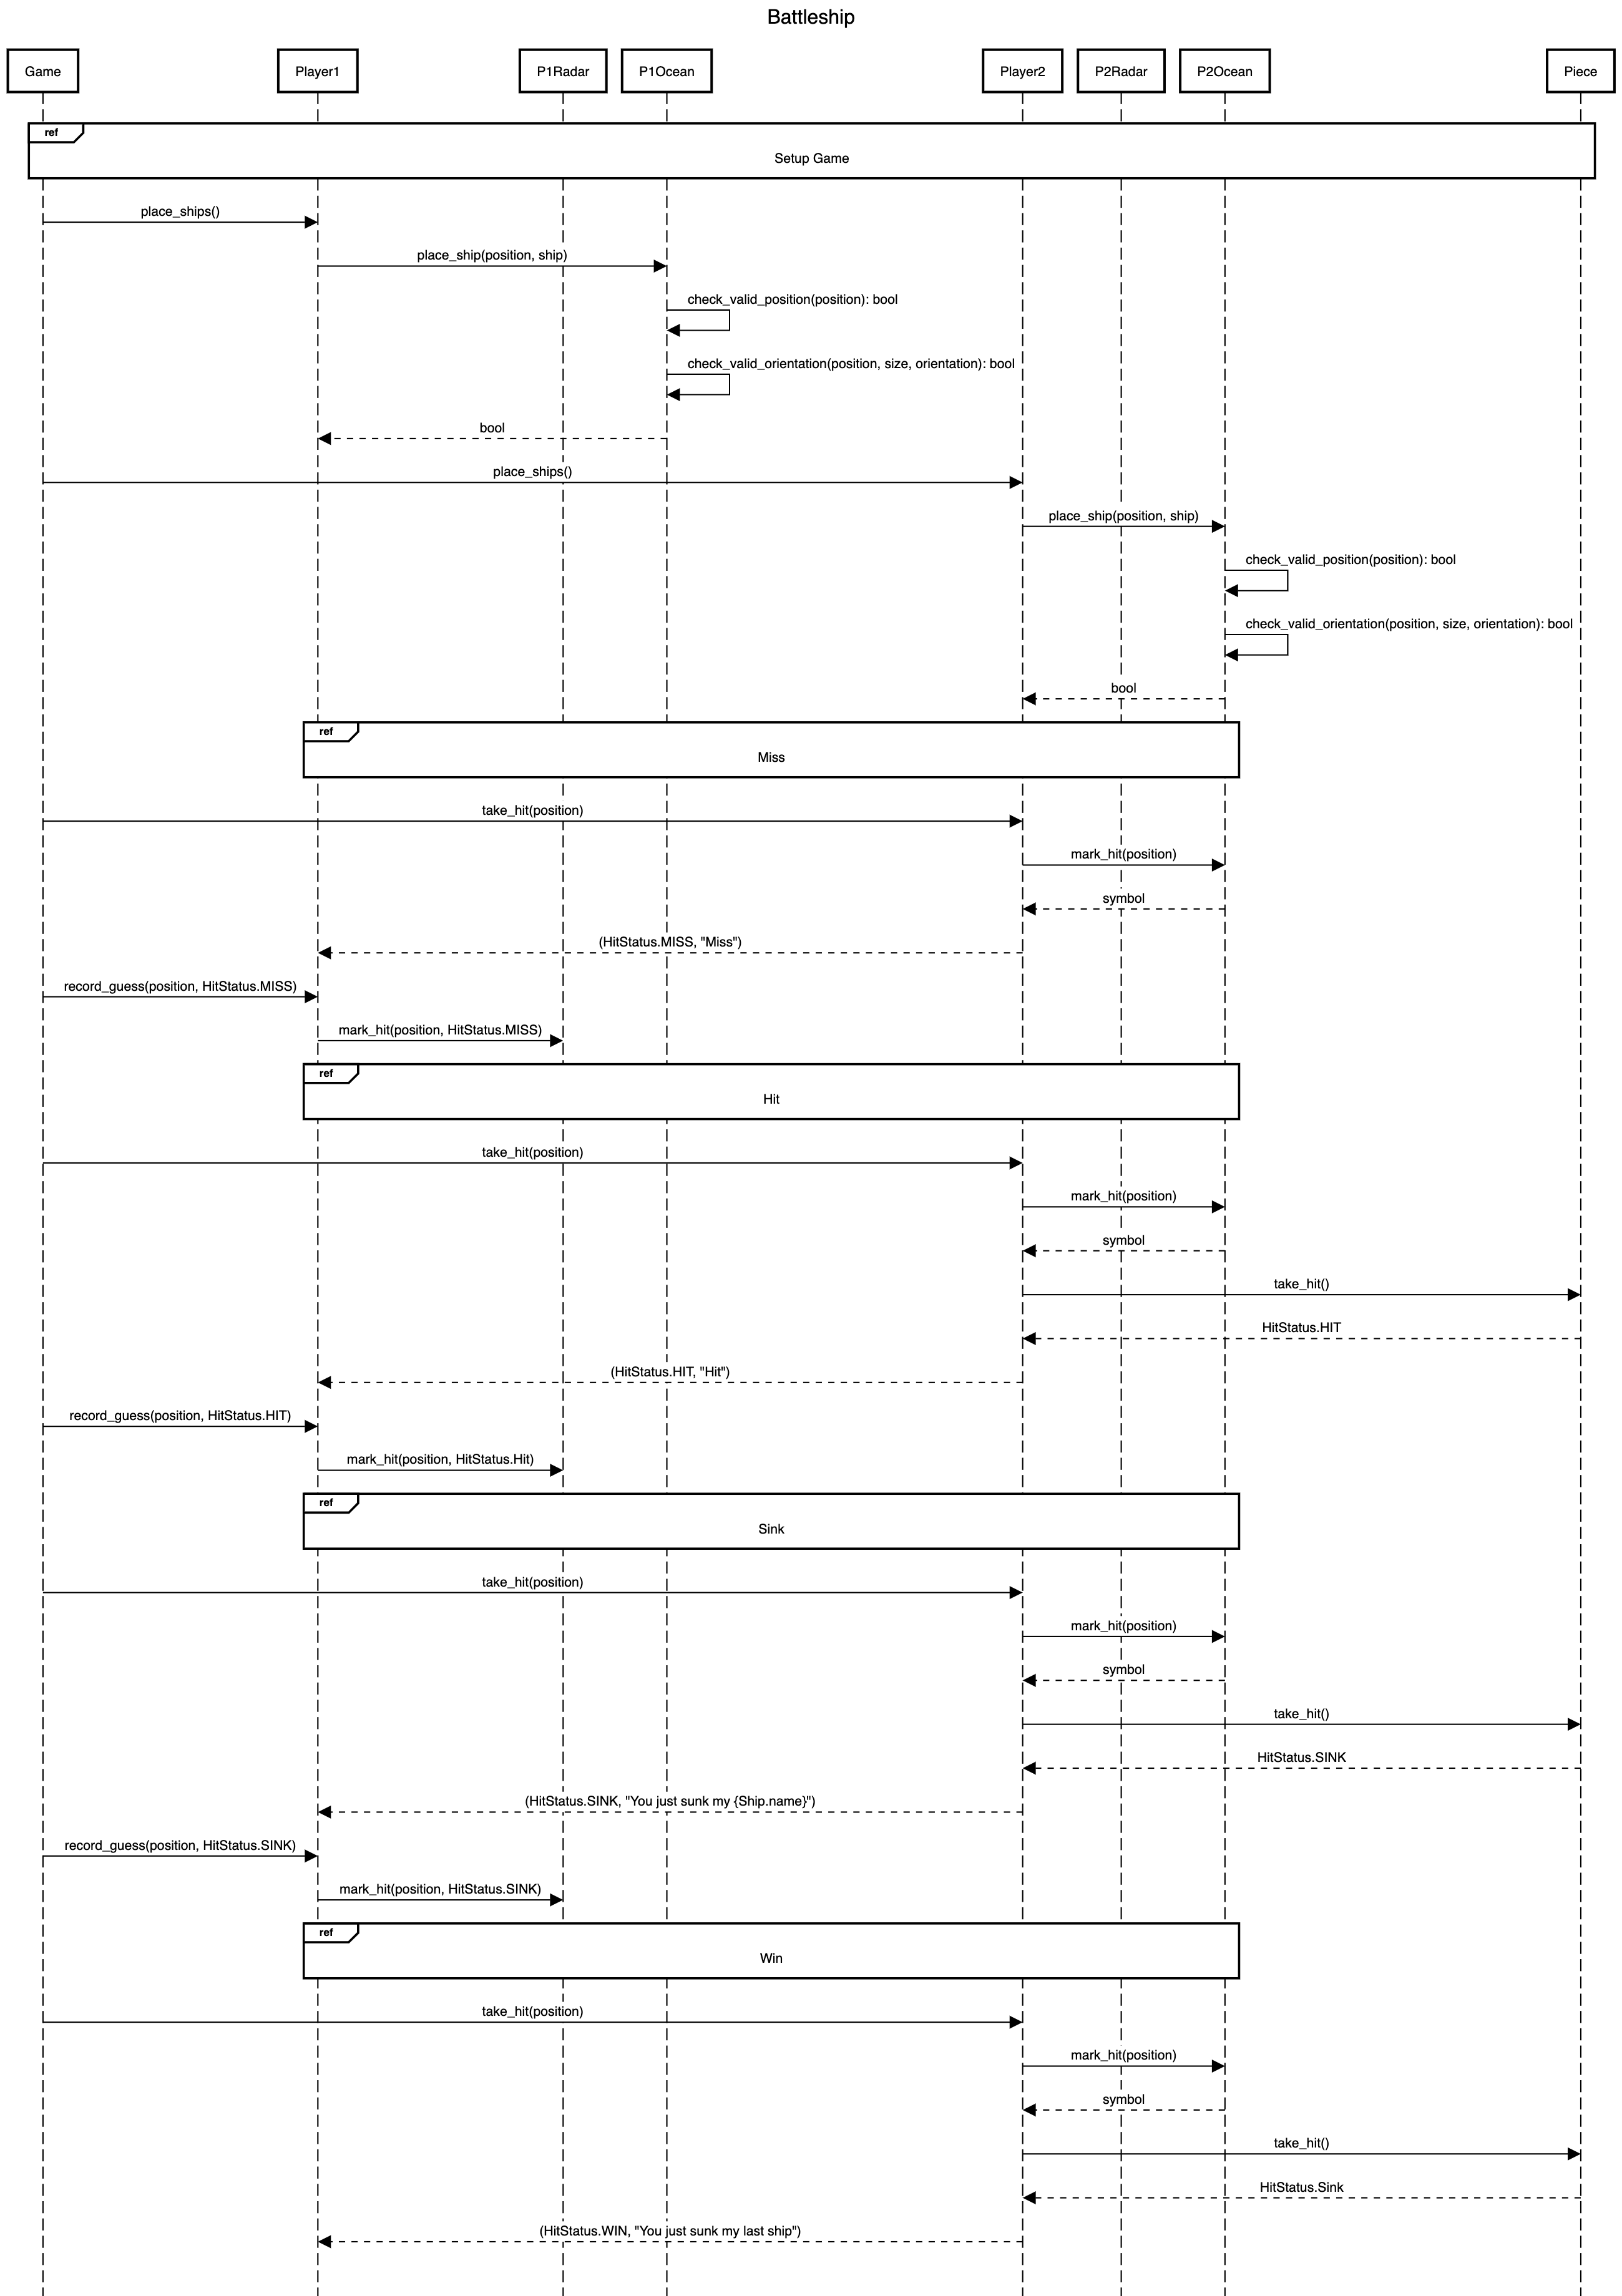 Battleship
Game
Player1
P1Radar
P1Ocean
Player2
P2Radar
P2Ocean
Piece
ref
Setup Game
place_ships()
place_ship(position, ship)
check_valid_position(position): bool
check_valid_orientation(position, size, orientation): bool
bool
place_ships()
place_ship(position, ship)
check_valid_position(position): bool
check_valid_orientation(position, size, orientation): bool
bool
ref
Miss
take_hit(position)
mark_hit(position)
symbol
(HitStatus.MISS, "Miss")
record_guess(position, HitStatus.MISS)
mark_hit(position, HitStatus.MISS)
ref
Hit
take_hit(position)
mark_hit(position)
symbol
take_hit()
HitStatus.HIT
(HitStatus.HIT, "Hit")
record_guess(position, HitStatus.HIT)
mark_hit(position, HitStatus.Hit)
ref
Sink
take_hit(position)
mark_hit(position)
symbol
take_hit()
HitStatus.SINK
(HitStatus.SINK, "You just sunk my {Ship.name}")
record_guess(position, HitStatus.SINK)
mark_hit(position, HitStatus.SINK)
ref
Win
take_hit(position)
mark_hit(position)
symbol
take_hit()
HitStatus.Sink
(HitStatus.WIN, "You just sunk my last ship")